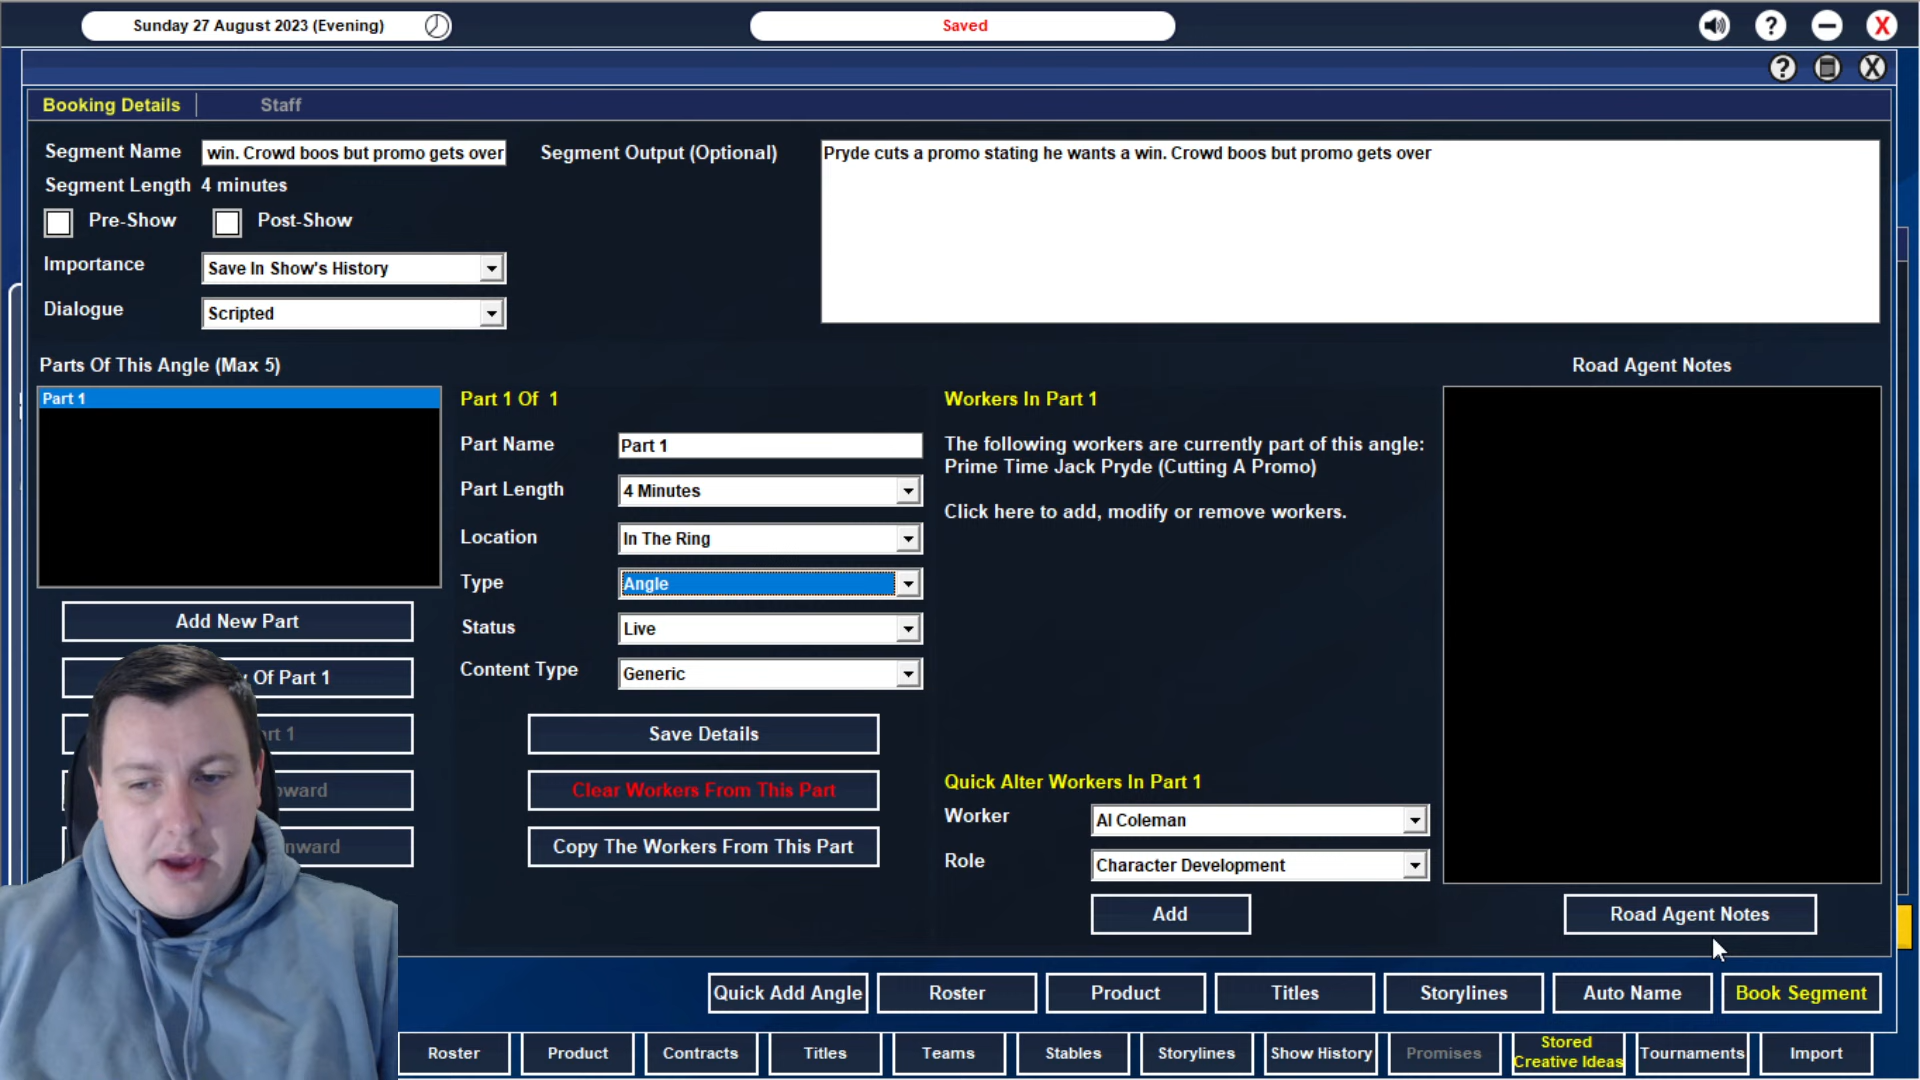 Sunday 27 August 2023 (Evening)
Saved
?
X
?
X
Booking Details
Staff
Segment Name
win. Crowd boos but promo gets over
Segment Output (Optional)
Pryde cuts a promo stating he wants a win. Crowd boos but promo gets over
Segment Length
4 minutes
Pre-Show
Post-Show
Importance
Save In Show's History
Dialogue
Scripted
Parts Of This Angle (Max 5)
Road Agent Notes
Part 1
Part 1 Of 1
Workers In Part 1
Part Name
Part 1
The following workers are currently part of this angle:
Prime Time Jack Pryde (Cutting A Promo)
Part Length
4 Minutes
Click here to add, modify or remove workers.
Location
In The Ring
Type
Angle
Add New Part
Status
Live
Of Part 1
Content Type
Generic
Save Details
Clear Workers From This Part
Quick Alter Workers In Part 1
Worker
Al Coleman
Copy The Workers From This Part
Role
Character Development
Add
Road Agent Notes
Quick Add Angle
Roster
Product
Titles
Storylines
Auto Name
Book Segment
Roster
Product
Contracts
Titles
Teams
Stables
Storylines
Show History
Promises
Stored
Creative Ideas
Tournaments
Import